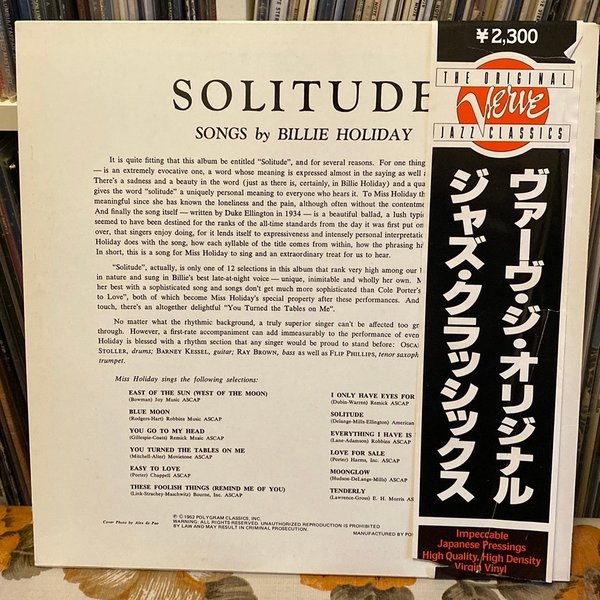 SOLITUDE
SONGS by BILLIE HOLIDAY
It is quite fitting that this album be entitled "Solitude", and for several reasons. For one thing
— is an extremely evocative one, a word whose meaning is expressed almost in the saying as well a
There's a sadness and a beauty in the word (just as there is, certainly, in Billie Holiday) and a qua
gives the word "solitude" a uniquely personal meaning to everyone who hears it. To Miss Holiday th
meaningful since she has known the loneliness and the pain, although often without the contentme
And finally the song itself — written by Duke Ellington in 1934 — is a beautiful ballad, a lush typic
seemed to have been destined for the ranks of the all-time standards from the day it was first put on
over, that singers enjoy doing, for it lends itself to expressiveness and intensely personal interpretatio
Holiday does with the song, how each syllable of the title comes from within, how the phrasing ha
In short, this is a song for Miss Holiday to sing and an extraordinary treat for us to hear.
"Solitude", actually, is only one of 12 selections in this album that rank very high among our
in nature and sung in Billie's best late-at-night voice — unique, inimitable and wholly her own. M
her best with a sophisticated song and songs don't get much more sophisticated than Cole Porter's
to Love", both of which become Miss Holiday's special property after these performances. And
touch, there's an altogether delightful "You Turned the Tables on Me".
No matter what the rhythmic background, a truly superior singer can't be affected too gr
through. However, a first-rate accompaniment can add immeasurably to the performance of even
Holiday is blessed with a rhythm section that any singer would be proud to stand before: OSCAR
STOLLER, drums; BARNEY KESSEL, guitar; RAY BROWN, bass as well as FLIP PHILLIPS, tenor saxoph
trumpet.
Miss Holiday sings the following selections:
EAST OF THE SUN (WEST OF THE MOON)
(Bowman) Joy Music ASCAP
BLUE MOON
(Rodgers-Hart) Robbins Music ASCAP
YOU GO TO MY HEAD
(Gillespie-Coats) Remick Music ASCAP
YOU TURNED THE TABLES ON ME
(Mitchell-Alter) Movietone ASCAP
EASY TO LOVE
(Porter) Chappell ASCAP
THESE FOOLISH THINGS (REMIND ME OF YOU)
(Link-Strachey-Maschwitz) Bourne, Inc. ASCAP
I ONLY HAVE EYES FOR
(Dubin-Warren) Remick ASCAP
SOLITUDE
(Delange-Mills-Ellington) American
EVERYTHING I HAVE IS
(Lane-Adamson) Robbins ASCAP
LOVE FOR SALE
(Porter) Harms, Inc. ASCAP
MOONGLOW
(Hudson-DeLange-Mills) ASCAP
TENDERLY
(Lawrence-Gross) E. H. Morris AS
Cover Photo by Alex de Pao
℗ © 1952 POLYGRAM CLASSICS, INC.
WARNING: ALL RIGHTS RESERVED. UNAUTHORIZED REPRODUCTION IS PROHIBITED
BY LAW AND MAY RESULT IN CRIMINAL PROSECUTION.
MANUFACTURED BY PO
¥2,300
THE ORIGINAL
Verve
JAZZ CLASSICS
ヴァーヴ・ジ・オリジナル
ジャズ・クラッシックス
Impeccable
Japanese Pressings
High Quality, High Density
Virgin Vinyl